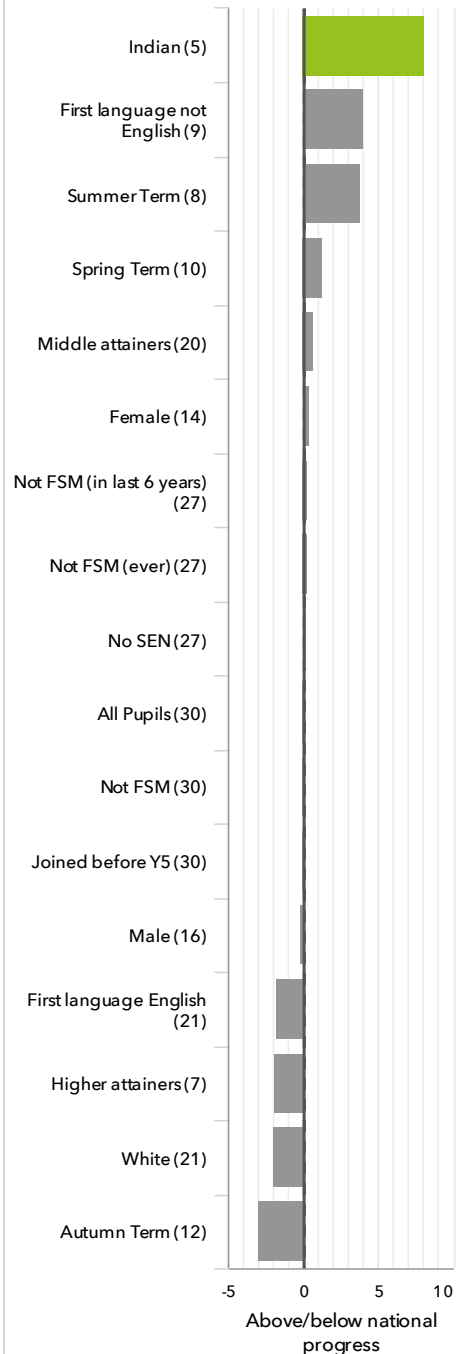 Indian (5)
First language not
English (9)
Summer Term (8)
Spring Term (10)
Middle attainers (20)
Female (14)
Not FSM (in last 6 years)
(27)
Not FSM (ever) (27)
No SEN (27)
All Pupils (30)
Not FSM (30)
Joined before Y5 (30)
Male (16)
First language English
(21)
Higher attainers (7)
White (21)
Autumn Term (12)
-5 0 5 10
Above/below national
progress